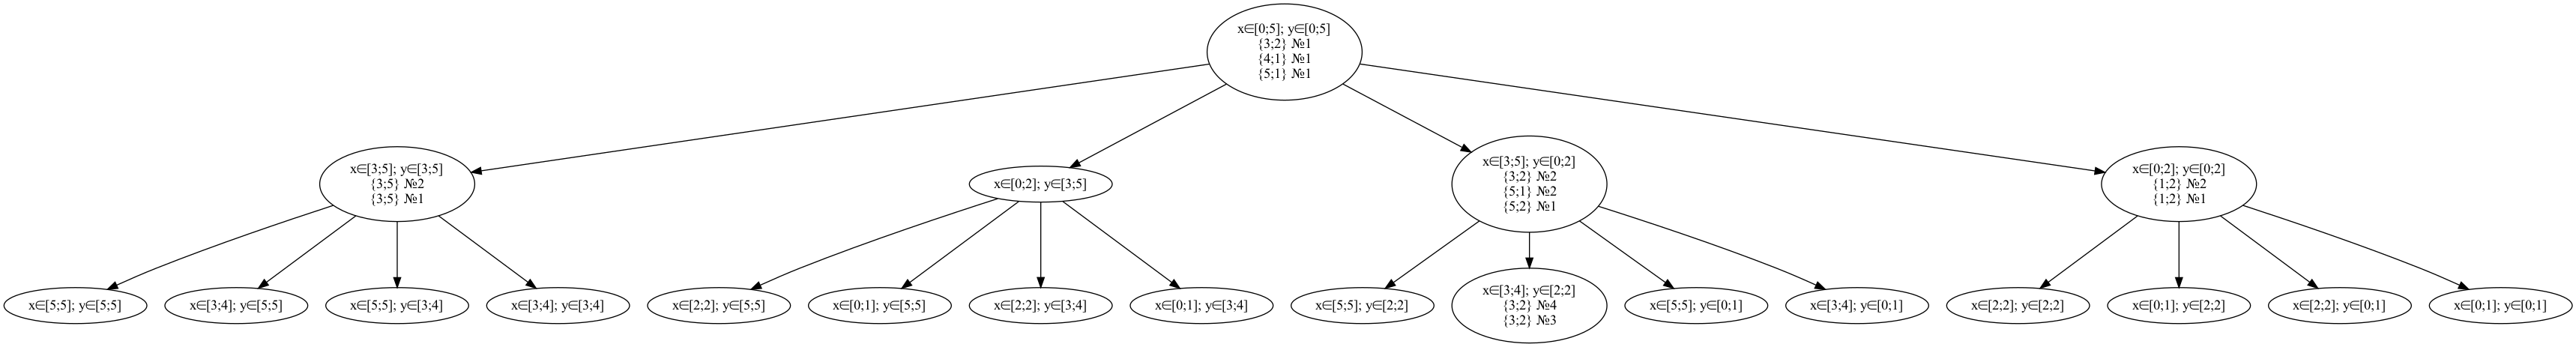 x∈[0;5]; y∈[0;5]
{3;2} №1
{4;1} №1
{5;1} №1
x∈[3;5]; y∈[3;5]
{3;5} №2
{3;5} №1
x∈[0;2]; y∈[3;5]
x∈[3;5]; y∈[0;2]
{3;2} №2
{5;1} №2
{5;2} №1
x∈[0;2]; y∈[0;2]
{1;2} №2
{1;2} №1
x∈[5;5]; y∈[5;5]
x∈[3;4]; y∈[5;5]
x∈[5;5]; y∈[3;4]
x∈[3;4]; y∈[3;4]
x∈[2;2]; y∈[5;5]
x∈[0;1]; y∈[5;5]
x∈[2;2]; y∈[3;4]
x∈[0;1]; y∈[3;4]
x∈[5;5]; y∈[2;2]
x∈[3;4]; y∈[2;2]
{3;2} №4
{3;2} №3
x∈[5;5]; y∈[0;1]
x∈[3;4]; y∈[0;1]
x∈[2;2]; y∈[2;2]
x∈[0;1]; y∈[2;2]
x∈[2;2]; y∈[0;1]
x∈[0;1]; y∈[0;1]